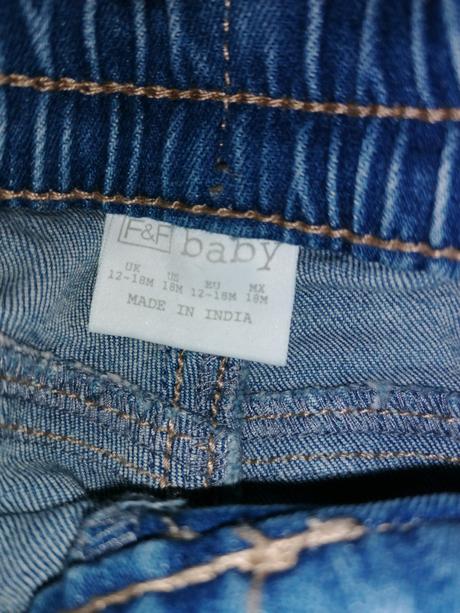 F&F baby
UK US EU MX
12-18M 18M 12-18M 18M
MADE IN INDIA